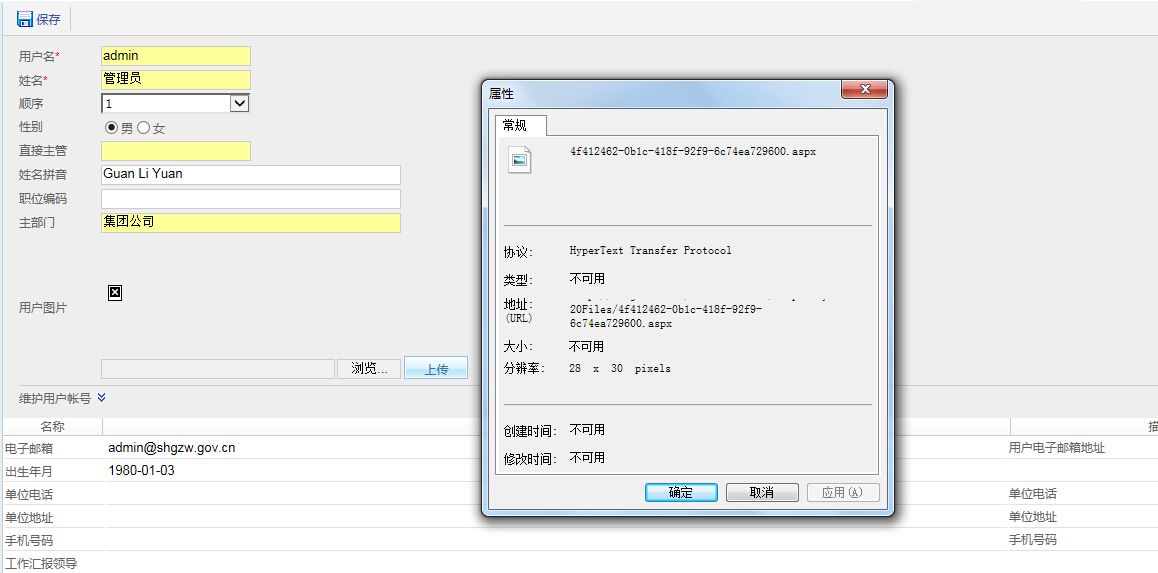 保存
用户名* admin
姓名* 管理员
顺序 1
性别 男 女
直接主管
姓名拼音 Guan Li Yuan
职位编码
主部门 集团公司
用户图片
浏览... 上传
维护用户帐号
名称
电子邮箱 admin@shgzw.gov.cn 用户电子邮箱地址
出生年月 1980-01-03
单位电话 单位电话
单位地址 单位地址
手机号码 手机号码
工作汇报领导
属性
常规
4f412462-0b1c-418f-92f9-6c74ea729600.aspx
协议: HyperText Transfer Protocol
类型: 不可用
地址:
(URL)
20Files/4f412462-0b1c-418f-92f9-
6c74ea729600.aspx
大小: 不可用
分辨率: 28 x 30 pixels
创建时间: 不可用
修改时间: 不可用
确定 取消 应用(A)